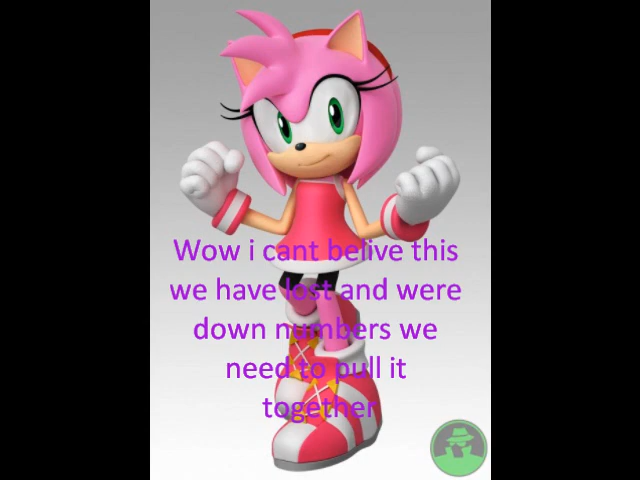 Wow i cant belive this
we have lost and were
down numbers we
need to pull it
together